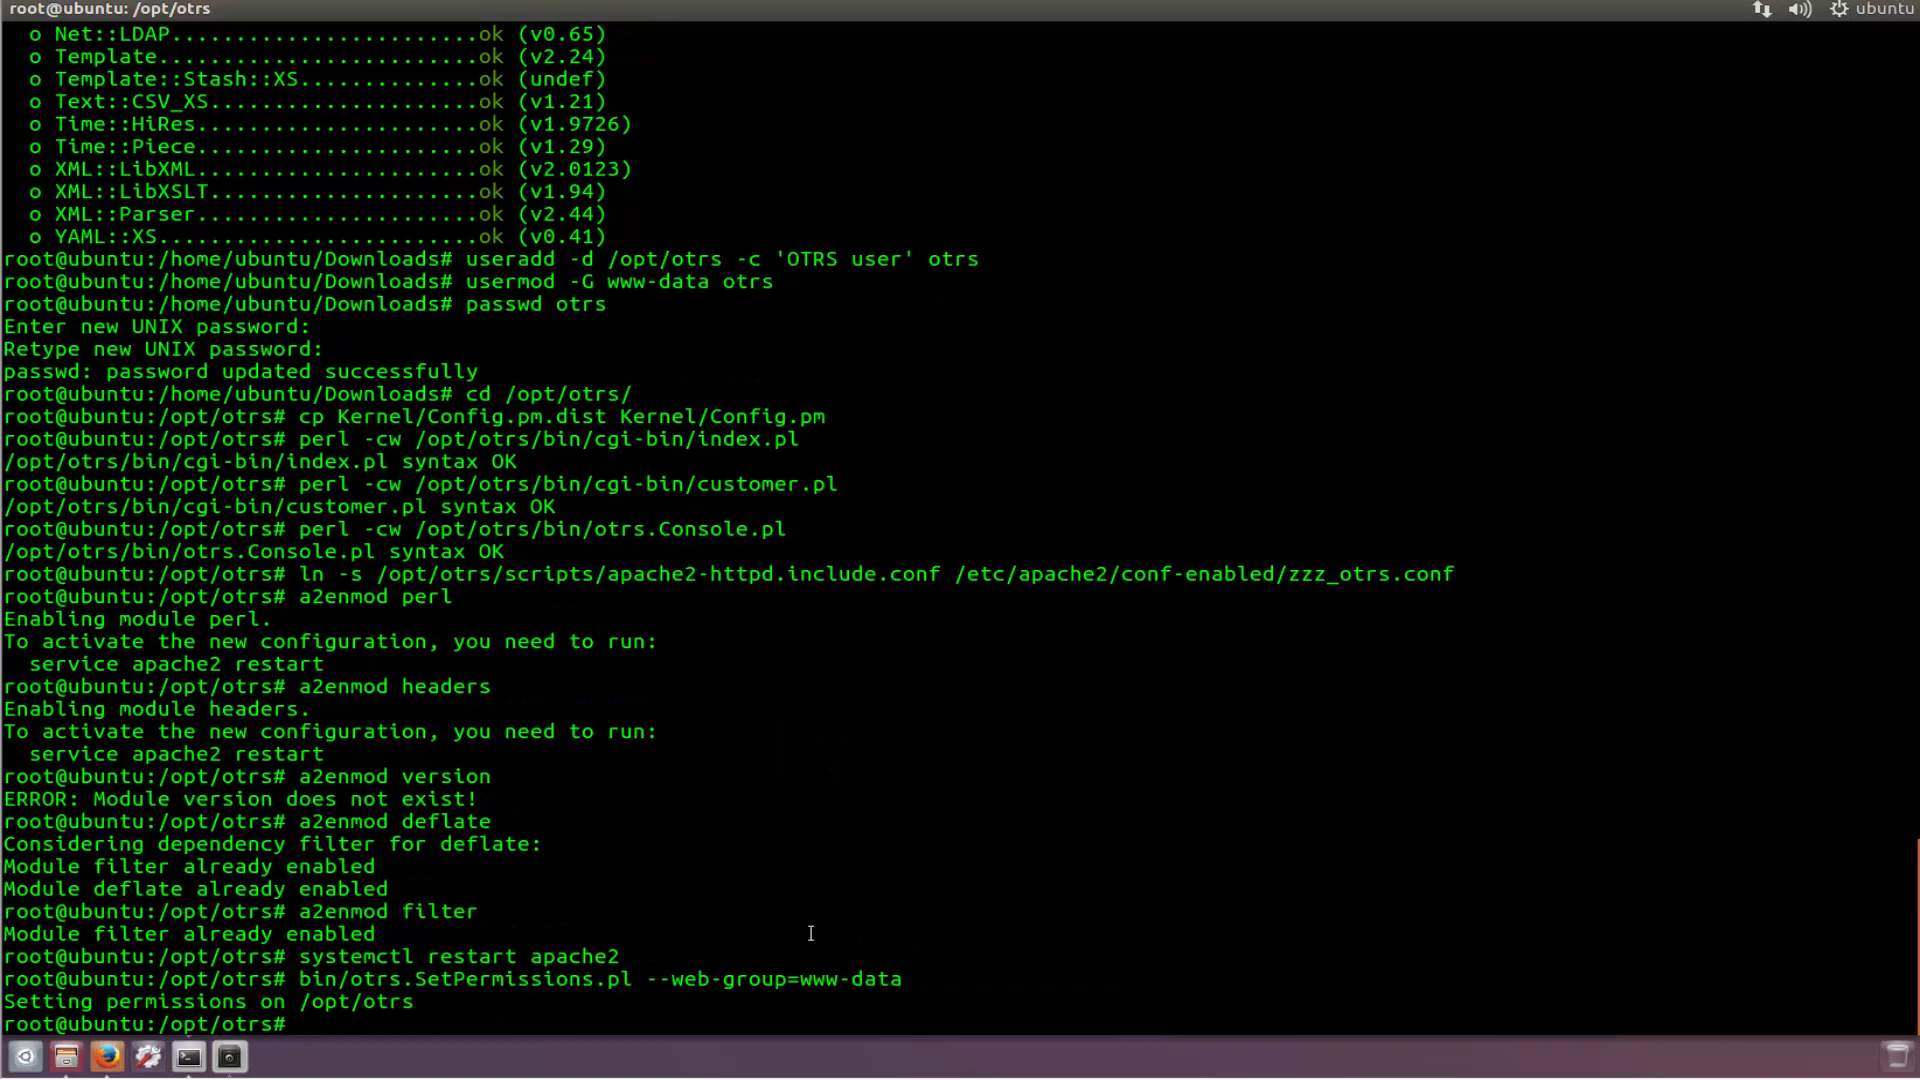 root@ubuntu: /opt/otrs
ubuntu
o Net::LDAP........................ok (v0.65)
o Template.........................ok (v2.24)
o Template::Stash::XS..............ok (undef)
o Text::CSV_XS.....................ok (v1.21)
o Time::HiRes......................ok (v1.9726)
o Time::Piece......................ok (v1.29)
o XML::LibXML......................ok (v2.0123)
o XML::LibXSLT.....................ok (v1.94)
o XML::Parser......................ok (v2.44)
o YAML::XS.........................ok (v0.41)
root@ubuntu:/home/ubuntu/Downloads# useradd -d /opt/otrs -c 'OTRS user' otrs
root@ubuntu:/home/ubuntu/Downloads# usermod -G www-data otrs
root@ubuntu:/home/ubuntu/Downloads# passwd otrs
Enter new UNIX password:
Retype new UNIX password:
passwd: password updated successfully
root@ubuntu:/home/ubuntu/Downloads# cd /opt/otrs/
root@ubuntu:/opt/otrs# cp Kernel/Config.pm.dist Kernel/Config.pm
root@ubuntu:/opt/otrs# perl -cw /opt/otrs/bin/cgi-bin/index.pl
/opt/otrs/bin/cgi-bin/index.pl syntax OK
root@ubuntu:/opt/otrs# perl -cw /opt/otrs/bin/cgi-bin/customer.pl
/opt/otrs/bin/cgi-bin/customer.pl syntax OK
root@ubuntu:/opt/otrs# perl -cw /opt/otrs/bin/otrs.Console.pl
/opt/otrs/bin/otrs.Console.pl syntax OK
root@ubuntu:/opt/otrs# ln -s /opt/otrs/scripts/apache2-httpd.include.conf /etc/apache2/conf-enabled/zzz_otrs.conf
root@ubuntu:/opt/otrs# a2enmod perl
Enabling module perl.
To activate the new configuration, you need to run:
  service apache2 restart
root@ubuntu:/opt/otrs# a2enmod headers
Enabling module headers.
To activate the new configuration, you need to run:
  service apache2 restart
root@ubuntu:/opt/otrs# a2enmod version
ERROR: Module version does not exist!
root@ubuntu:/opt/otrs# a2enmod deflate
Considering dependency filter for deflate:
Module filter already enabled
Module deflate already enabled
root@ubuntu:/opt/otrs# a2enmod filter
Module filter already enabled
root@ubuntu:/opt/otrs# systemctl restart apache2
root@ubuntu:/opt/otrs# bin/otrs.SetPermissions.pl --web-group=www-data
Setting permissions on /opt/otrs
root@ubuntu:/opt/otrs#